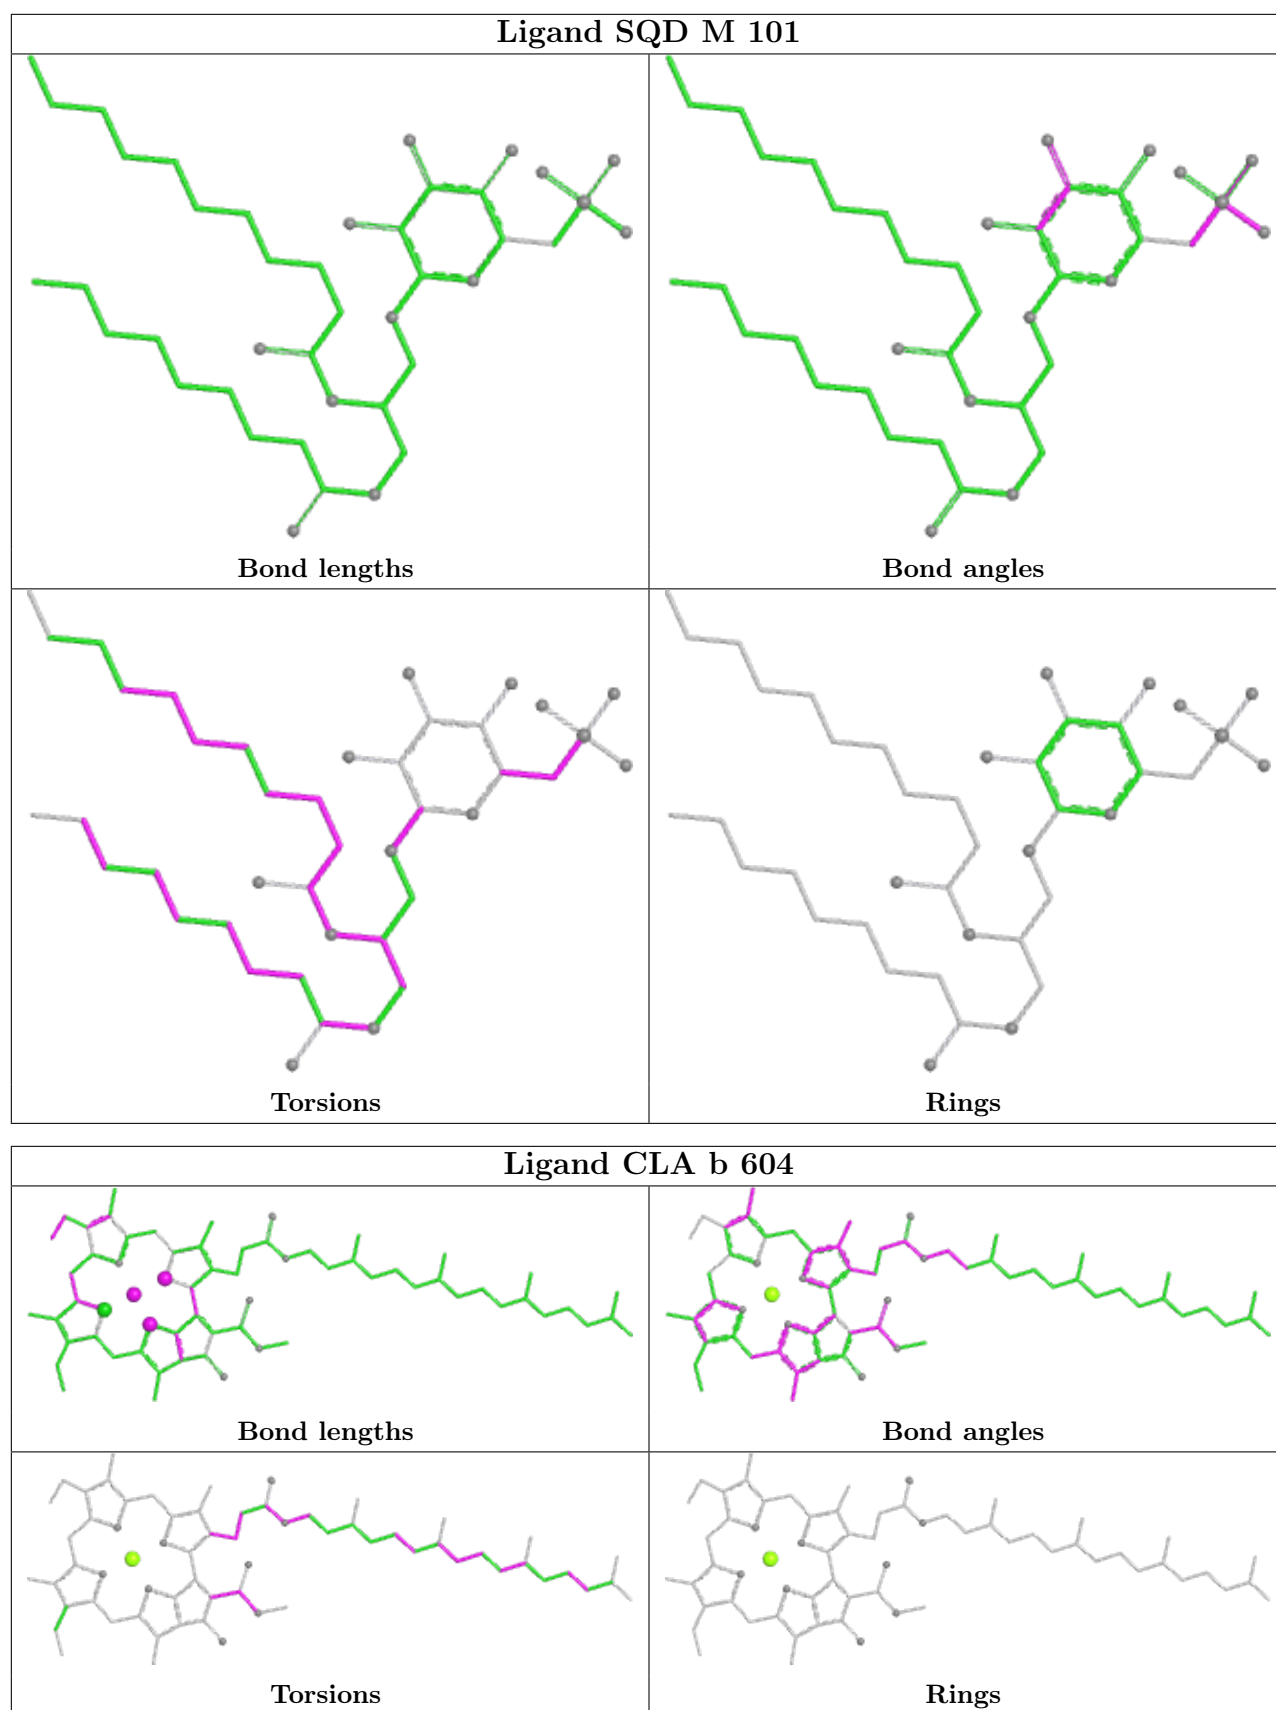 Ligand SQD M 101
Bond lengths
Bond angles
Torsions
Rings
Ligand CLA b 604
Bond lengths
Bond angles
Torsions
Rings